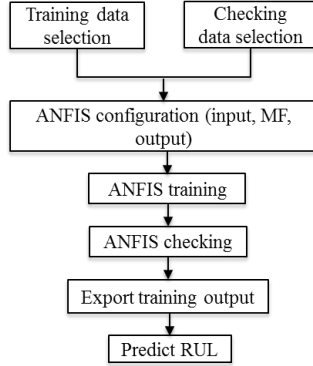 Training data
selection
Checking
data selection
ANFIS configuration (input, MF,
output)
ANFIS training
ANFIS checking
Export training output
Predict RUL